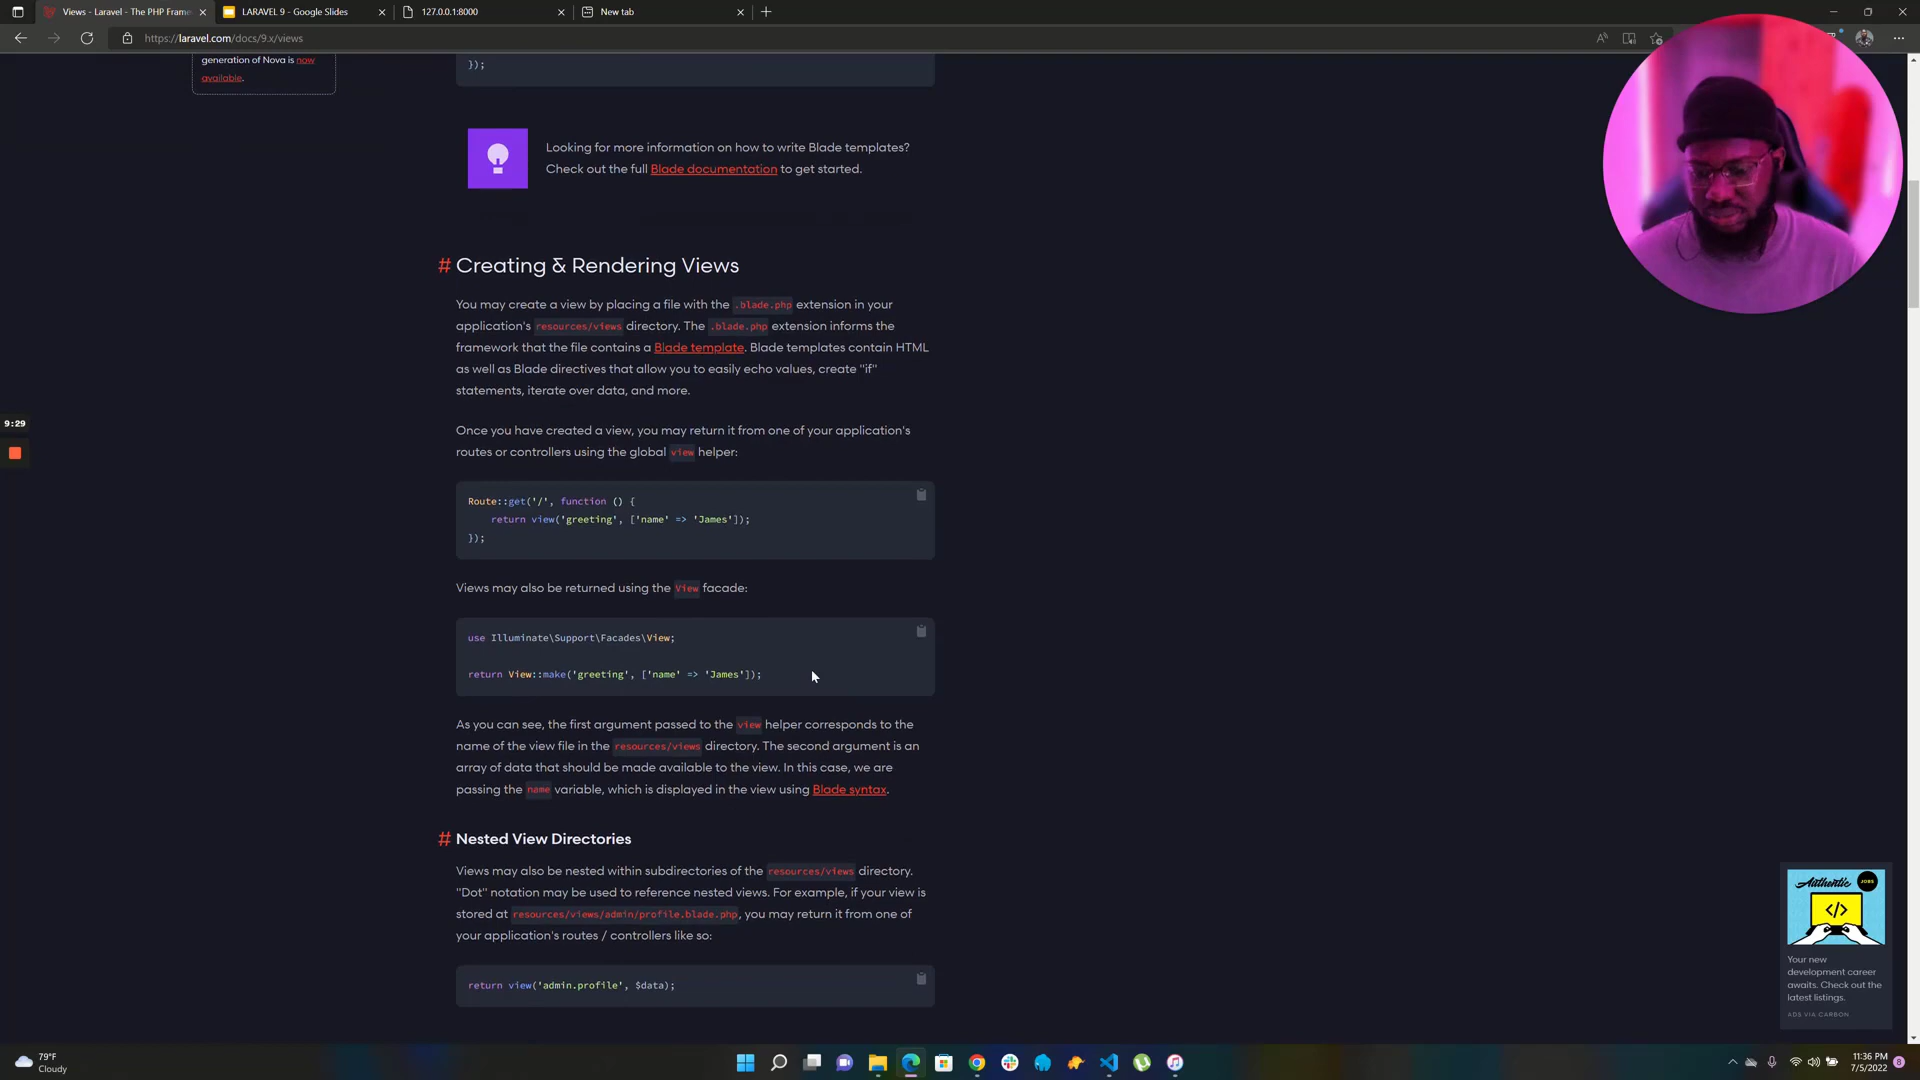 Views - Laravel - The PHP Frame
LARAVEL 9 - Google Slides
127.0.0.1:8000
New tab
https://laravel.com/docs/9.x/views
generation of Nova is now
available.
});
Looking for more information on how to write Blade templates?
Check out the full Blade documentation to get started.
# Creating & Rendering Views
You may create a view by placing a file with the .blade.php extension in your
application's resources/views directory. The .blade.php extension informs the
framework that the file contains a Blade template. Blade templates contain HTML
as well as Blade directives that allow you to easily echo values, create "if"
statements, iterate over data, and more.
9:29
Once you have created a view, you may return it from one of your application's
routes or controllers using the global view helper:
Route::get('/', function () {
return view('greeting', ['name' => 'James']);
});
Views may also be returned using the View facade:
use Illuminate\Support\Facades\View;
return View::make('greeting', ['name' => 'James']);
As you can see, the first argument passed to the view helper corresponds to the
name of the view file in the resources/views directory. The second argument is an
array of data that should be made available to the view. In this case, we are
passing the name variable, which is displayed in the view using Blade syntax.
# Nested View Directories
Views may also be nested within subdirectories of the resources/views directory.
"Dot" notation may be used to reference nested views. For example, if your view is
stored at resources/views/admin/profile.blade.php, you may return it from one of
your application's routes / controllers like so:
return view('admin.profile', $data);
Authentic JOBS
</>
Your new
development career
awaits. Check out the
latest listings.
ADS VIA CARBON
79°F
Cloudy
11:36 PM
7/5/2022
8